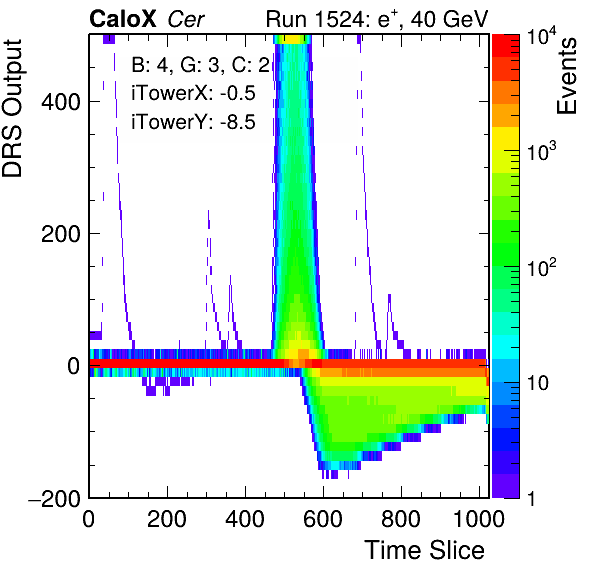 CaloX Cer Run 1524: e⁺, 40 GeV
B: 4, G: 3, C: 2
iTowerX: -0.5
iTowerY: -8.5
DRS Output
400
200
0
−200
0 200 400 600 800 1000
Time Slice
Events
10⁴
10³
10²
10
1